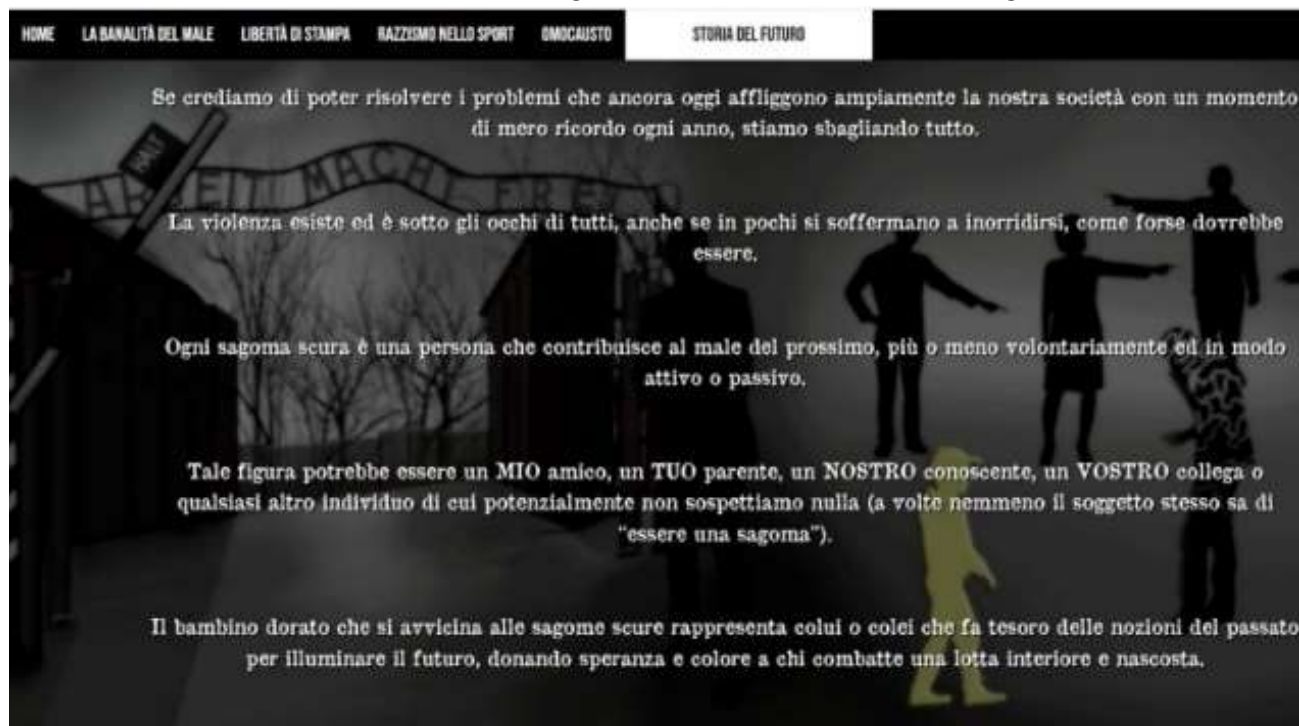 HOME LA BANALITÀ DEL MALE LIBERTÀ DI STAMPA RAZZISMO NELLO SPORT OMOCAUSTO STORIA DEL FUTURO
Se crediamo di poter risolvere i problemi che ancora oggi affliggono ampiamente la nostra società con un momento
di mero ricordo ogni anno, stiamo sbagliando tutto.
HALT
ARBEIT MACHT FREI
La violenza esiste ed è sotto gli occhi di tutti, anche se in pochi si soffermano a inorridirsi, come forse dovrebbe
essere.
Ogni sagoma scura è una persona che contribuisce al male del prossimo, più o meno volontariamente ed in modo
attivo o passivo.
Tale figura potrebbe essere un MIO amico, un TUO parente, un NOSTRO conoscente, un VOSTRO collega o
qualsiasi altro individuo di cui potenzialmente non sospettiamo nulla (a volte nemmeno il soggetto stesso sa di
"essere una sagoma").
Il bambino dorato che si avvicina alle sagome scure rappresenta colui o colei che fa tesoro delle nozioni del passato
per illuminare il futuro, donando speranza e colore a chi combatte una lotta interiore e nascosta.